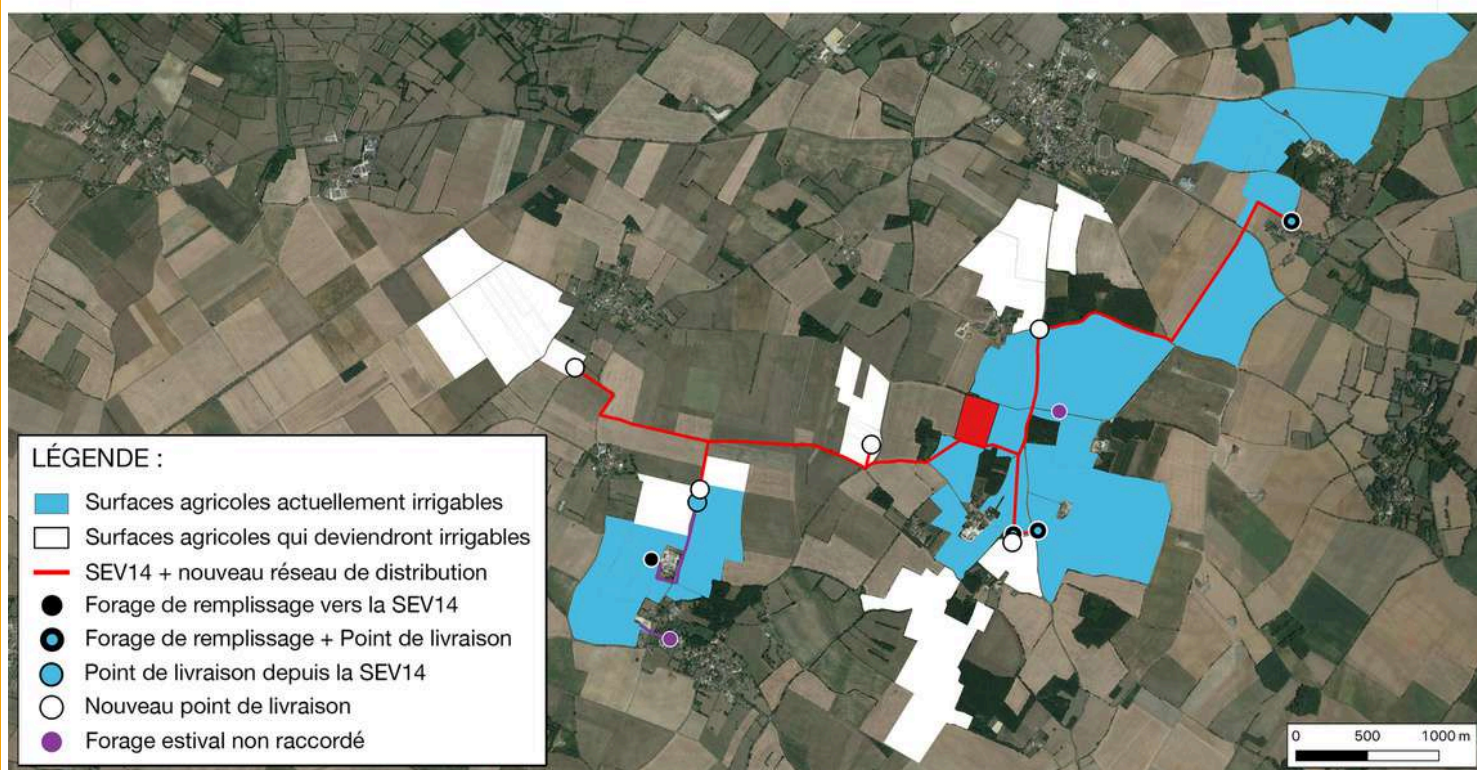 LÉGENDE :
Surfaces agricoles actuellement irrigables
Surfaces agricoles qui deviendront irrigables
SEV14 + nouveau réseau de distribution
Forage de remplissage vers la SEV14
Forage de remplissage + Point de livraison
Point de livraison depuis la SEV14
Nouveau point de livraison
Forage estival non raccordé
0 500 1000 m